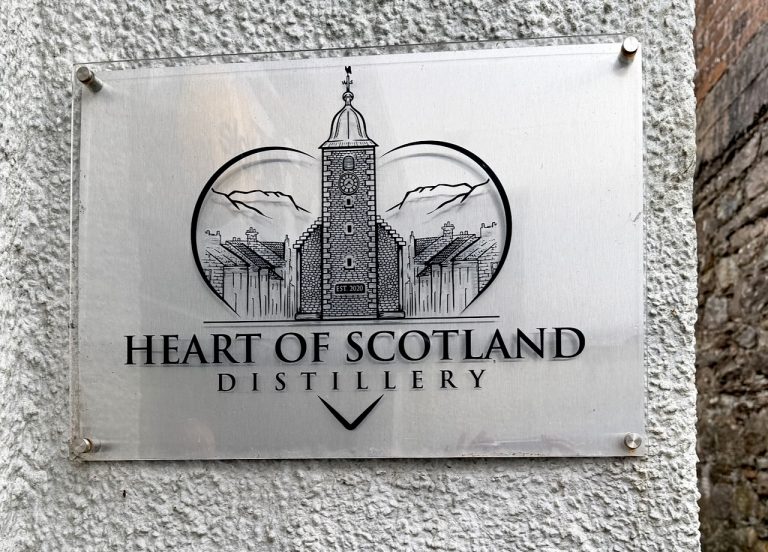 EST. 2020
HEART OF SCOTLAND
DISTILLERY